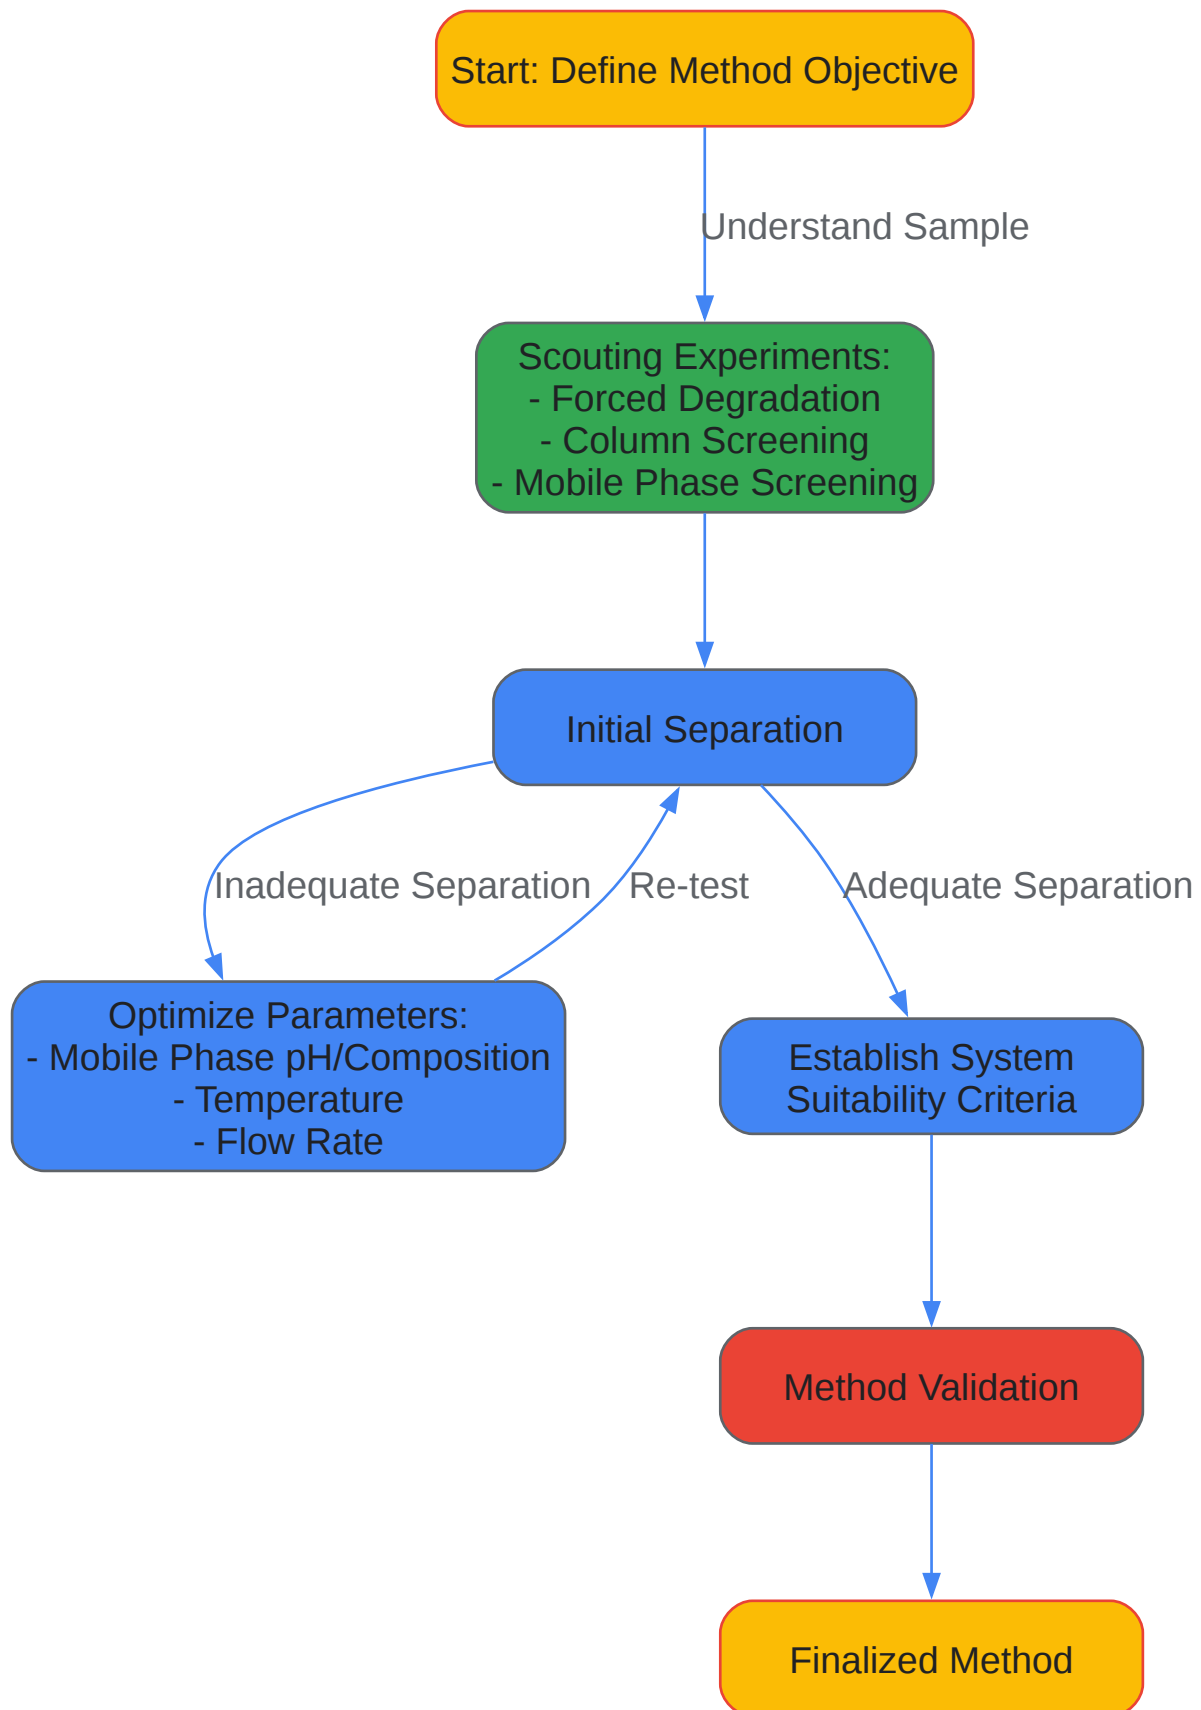 Start: Define Method Objective
Understand Sample
Scouting Experiments:
- Forced Degradation
- Column Screening
- Mobile Phase Screening
Initial Separation
Inadequate Separation
Re-test
Adequate Separation
Optimize Parameters:
- Mobile Phase pH/Composition
- Temperature
- Flow Rate
Establish System
Suitability Criteria
Method Validation
Finalized Method